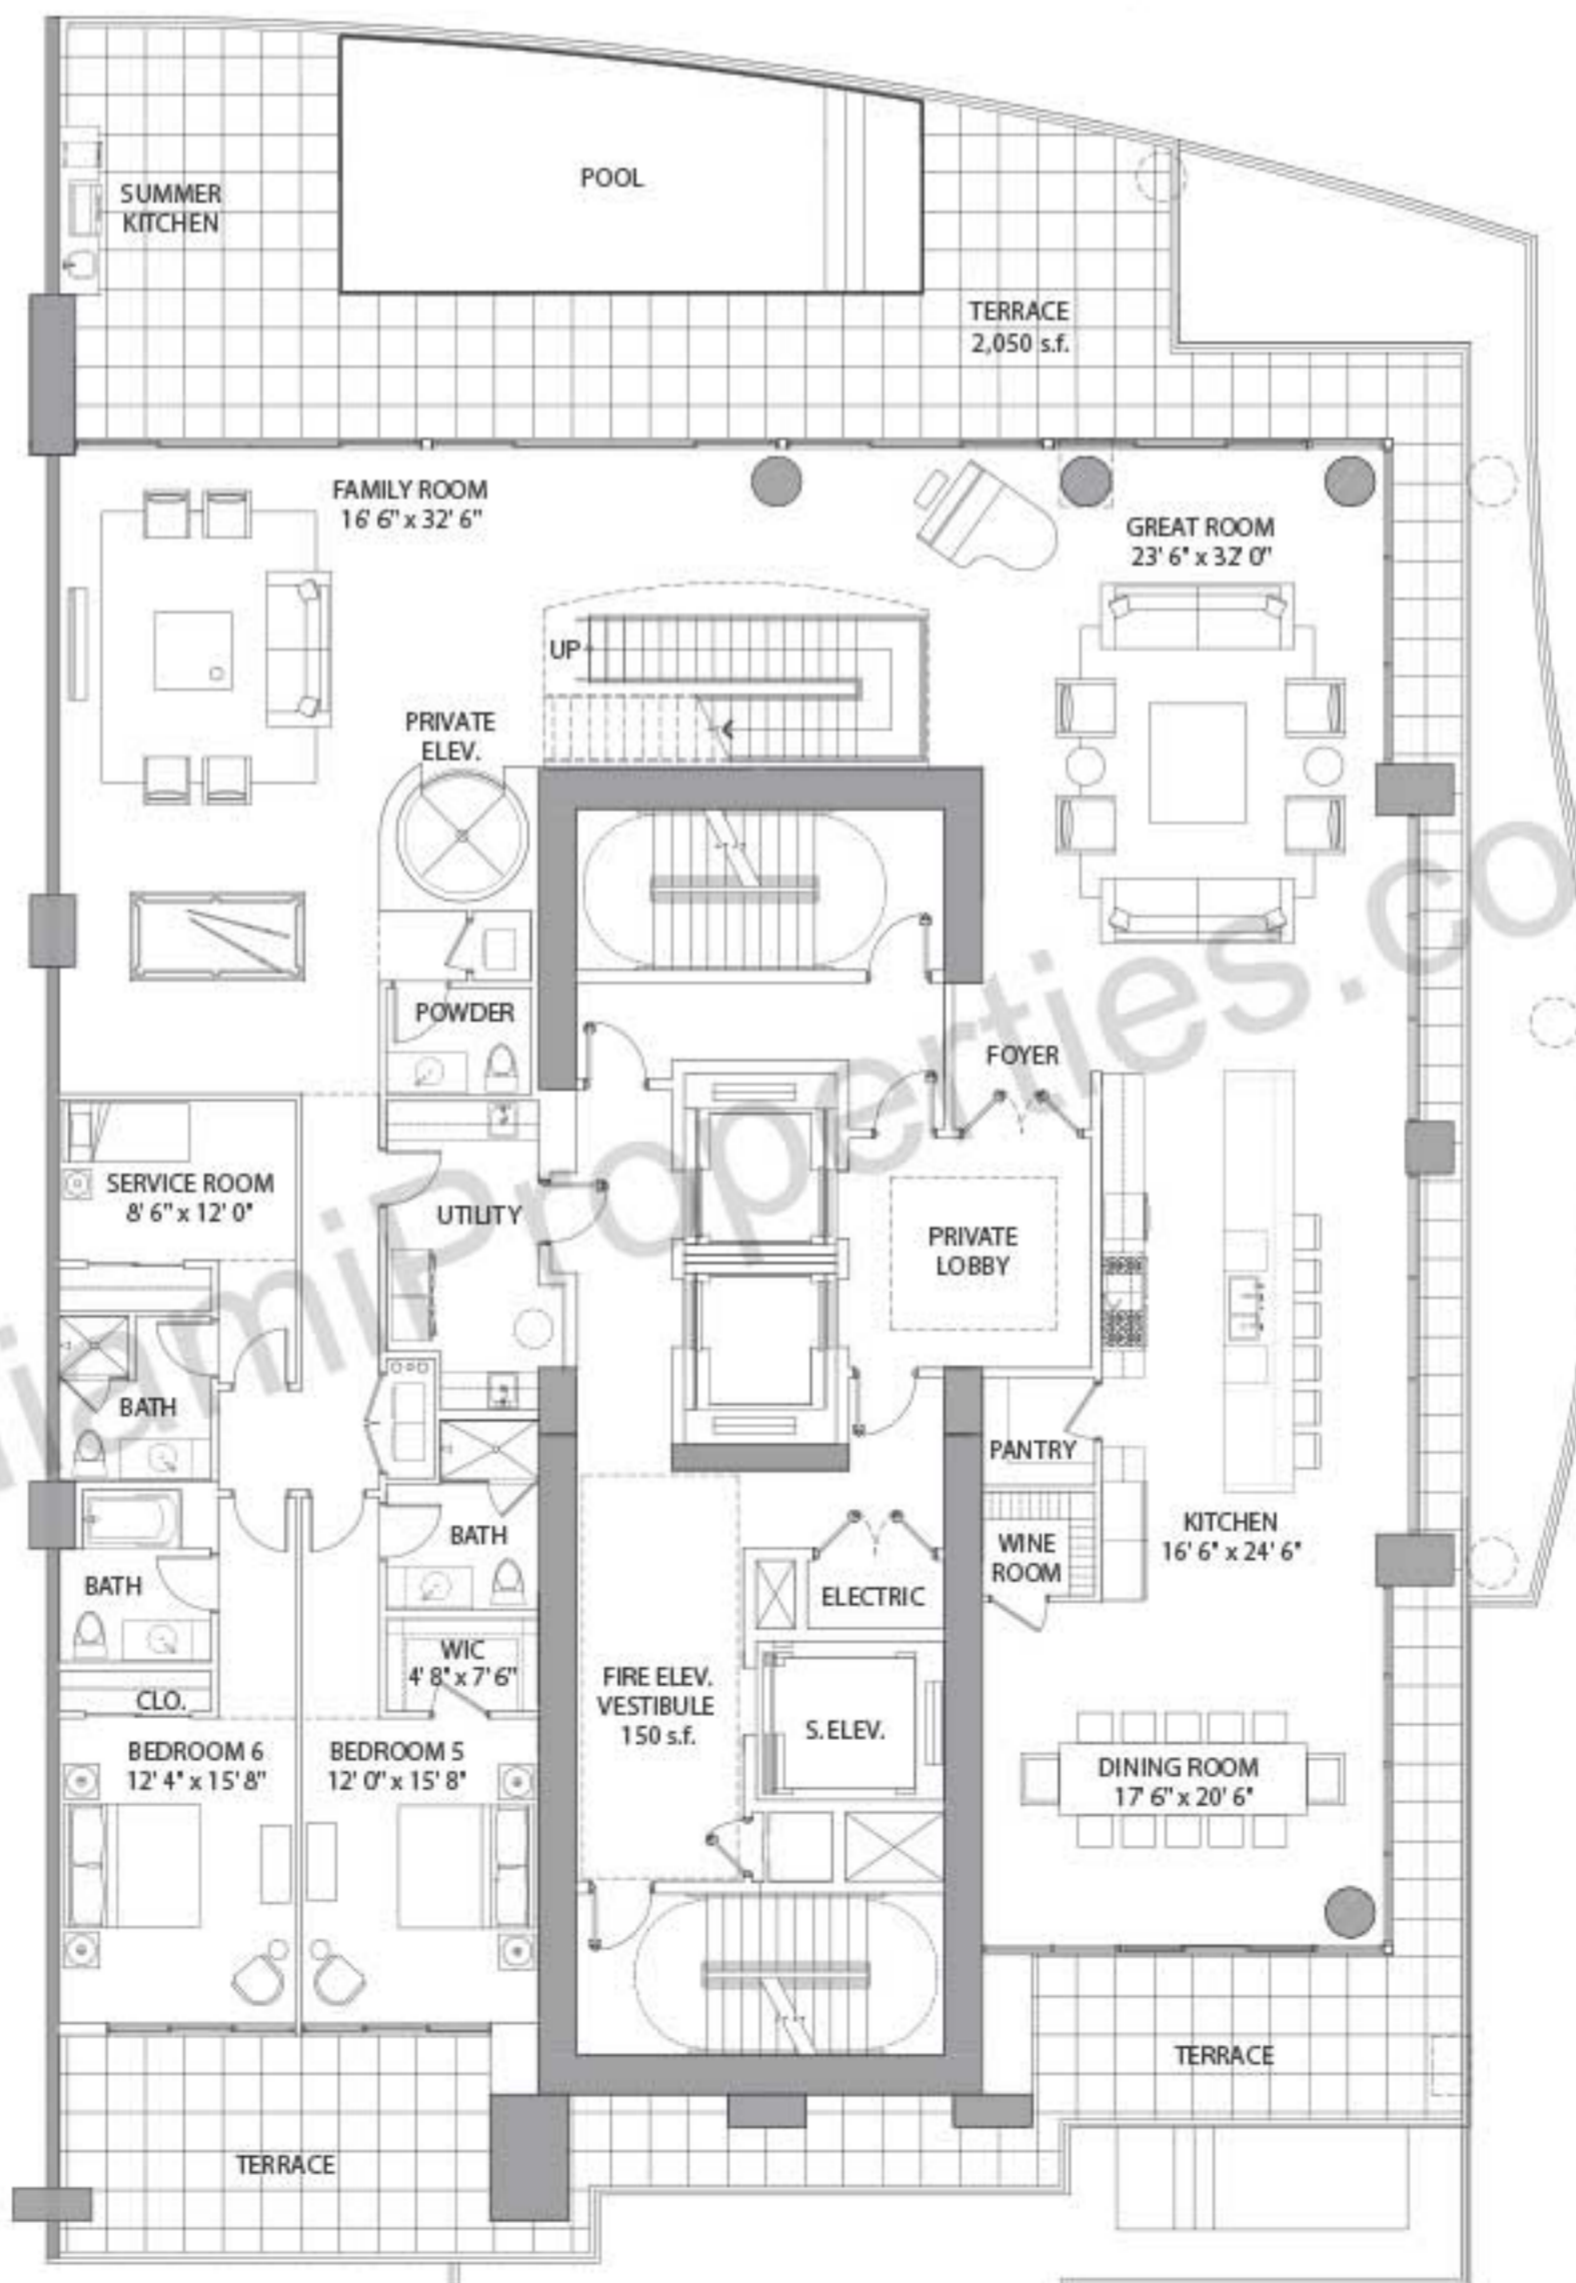 POOL
SUMMER
KITCHEN
TERRACE
2,050 s.f.
FAMILY ROOM
16' 6" x 32' 6"
GREAT ROOM
23' 6" x 32' 0"
UP
PRIVATE
ELEV.
POWDER
FOYER
SERVICE ROOM
8' 6" x 12' 0"
UTILITY
PRIVATE
LOBBY
BATH
PANTRY
KITCHEN
16' 6" x 24' 6"
BATH
WINE
ROOM
BATH
ELECTRIC
WIC
4' 8" x 7' 6"
FIRE ELEV.
VESTIBULE
150 s.f.
CLO.
S. ELEV.
BEDROOM 6
12' 4" x 15' 8"
BEDROOM 5
12' 0" x 15' 8"
DINING ROOM
17' 6" x 20' 6"
TERRACE
TERRACE
iamiProperties.co